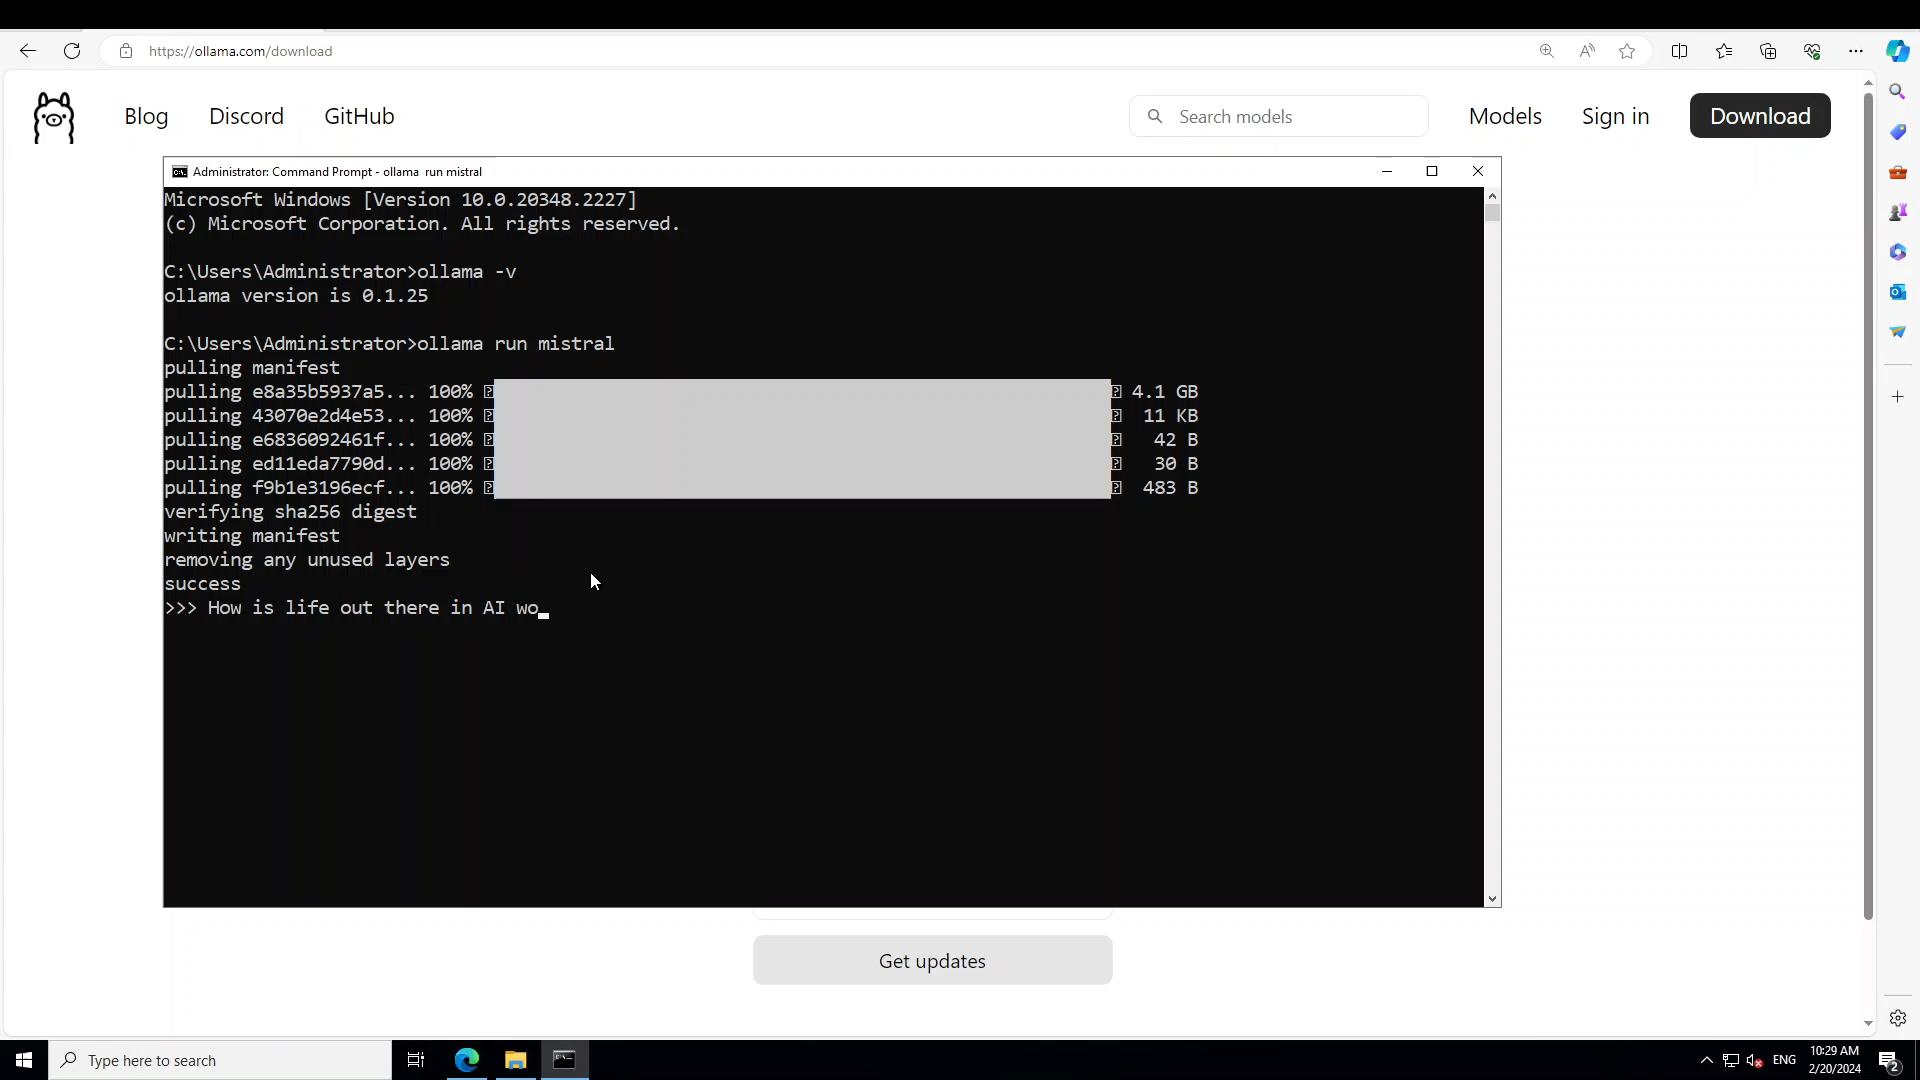 https://ollama.com/download
Blog Discord GitHub
Search models
Models Sign in Download
Administrator: Command Prompt - ollama  run mistral
Microsoft Windows [Version 10.0.20348.2227]
(c) Microsoft Corporation. All rights reserved.
C:\Users\Administrator>ollama -v
ollama version is 0.1.25
C:\Users\Administrator>ollama run mistral
pulling manifest
pulling e8a35b5937a5... 100% 4.1 GB
pulling 43070e2d4e53... 100% 11 KB
pulling e6836092461f... 100% 42 B
pulling ed11eda7790d... 100% 30 B
pulling f9b1e3196ecf... 100% 483 B
verifying sha256 digest
writing manifest
removing any unused layers
success
>>> How is life out there in AI wo_
Get updates
Type here to search
ENG
10:29 AM
2/20/2024
2